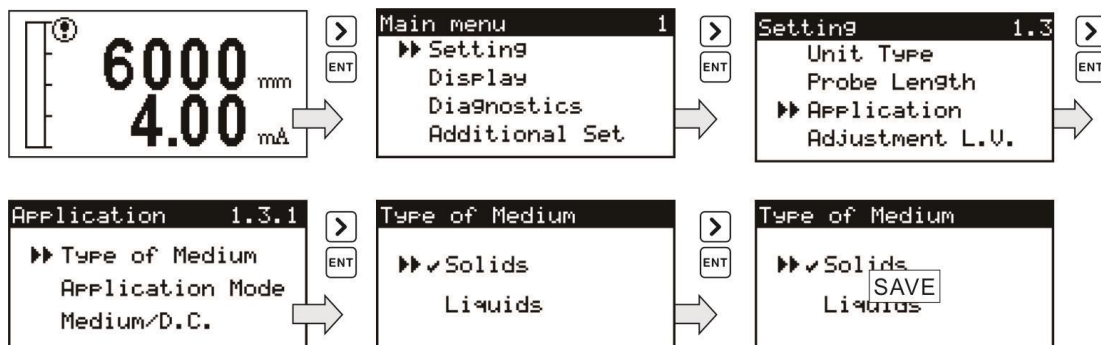 6000 mm
4.00 mA
>
ENT
Main menu 1
Setting
Display
Diagnostics
Additional Set
>
ENT
Setting 1.3
Unit Type
Probe Length
Application
Adjustment L.V.
>
ENT
Application 1.3.1
Type of Medium
Application Mode
Medium/D.C.
>
ENT
Type of Medium
Solids
Liquids
>
ENT
Type of Medium
Solids
SAVE
Liquids